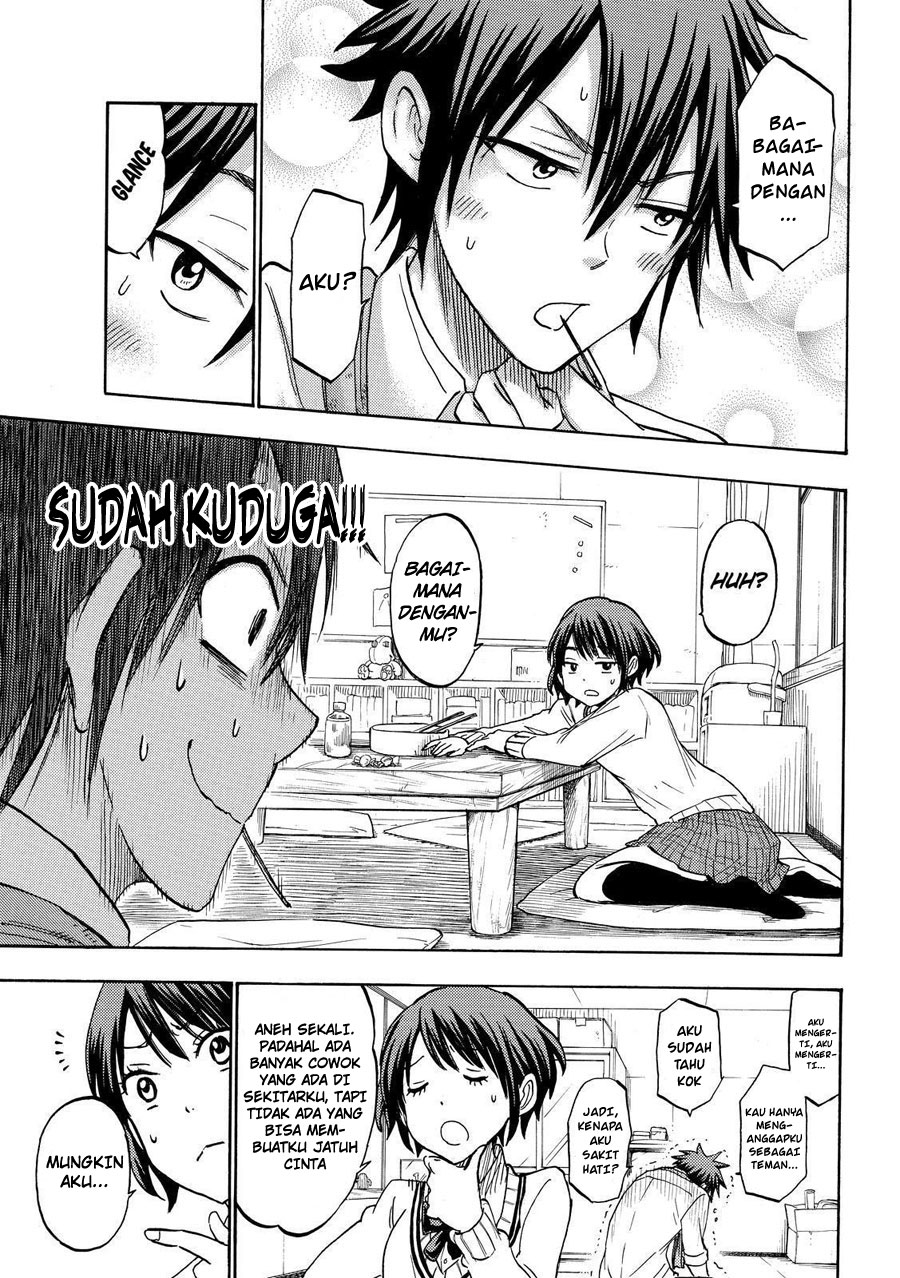 BA-
BAGAI-
MANA
DENGAN
...
AKU?
GLANCE
HUH?
BAGAI-
MANA
DENGAN-
MU?
SUDAH KUDUGA!!!
AKU
MENGER-
TI, AKU
MENGER-
TI...
KAU HANYA
MENG-
ANGGAPKU
SEBAGAI
TEMAN...
AKU
SUDAH
TAHU
KOK
JADI,
KENAPA
AKU
SAKIT
HATI?
ANEH SEKALI.
PADAHAL ADA
BANYAK COWOK
YANG ADA DI
SEKITARKU, TAPI
TIDAK ADA YANG
BISA MEM-
BUATKU JATUH
CINTA
MUNGKIN
AKU...